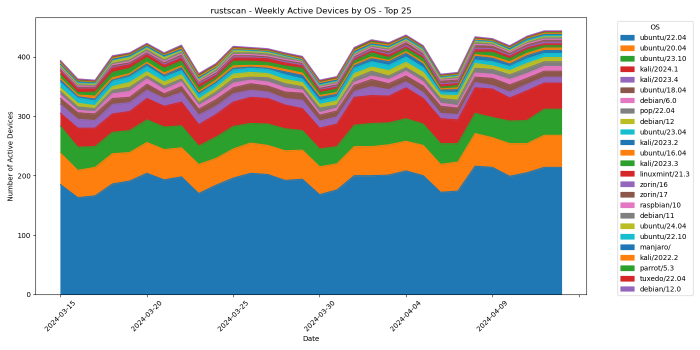 rustscan - Weekly Active Devices by OS - Top 25
Number of Active Devices
400
300
200
100
0
2024-03-15
2024-03-20
2024-03-25
2024-03-30
2024-04-04
2024-04-09
Date
OS
ubuntu/22.04
ubuntu/20.04
ubuntu/23.10
kali/2024.1
kali/2023.4
ubuntu/18.04
debian/6.0
pop/22.04
debian/12
ubuntu/23.04
kali/2023.2
ubuntu/16.04
kali/2023.3
linuxmint/21.3
zorin/16
zorin/17
raspbian/10
debian/11
ubuntu/24.04
ubuntu/22.10
manjaro/
kali/2022.2
parrot/5.3
tuxedo/22.04
debian/12.0